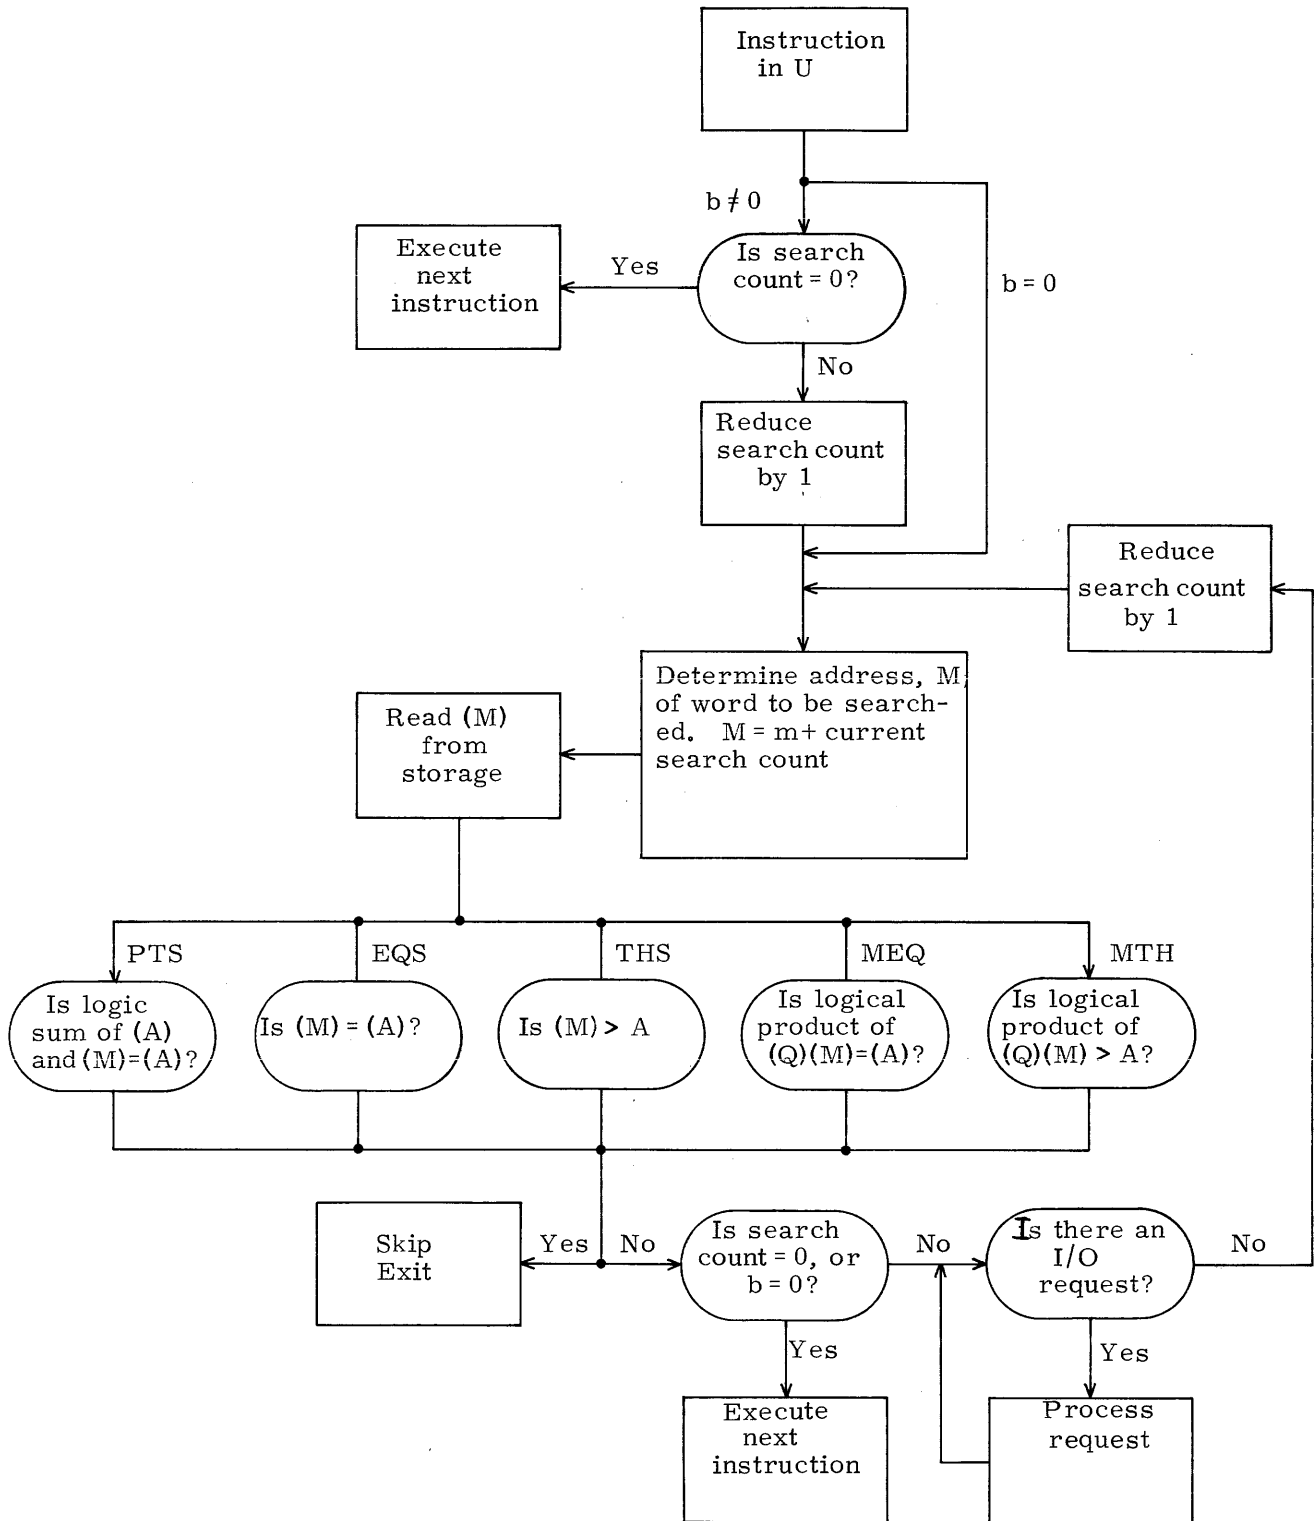 Instruction
in U
b ≠ 0
Is search
count = 0?
Yes
Execute
next
instruction
b = 0
No
Reduce
search count
by 1
Reduce
search count
by 1
Determine address, M,
of word to be search-
ed. M = m+ current
search count
Read (M)
from
storage
PTS
EQS
THS
MEQ
MTH
Is logic
sum of (A)
and (M)=(A)?
Is (M) = (A)?
Is (M) > A
Is logical
product of
(Q)(M)=(A)?
Is logical
product of
(Q)(M) > A?
Skip
Exit
Yes
No
Is search
count = 0, or
b = 0?
No
Is there an
I/O
request?
No
Yes
Yes
Execute
next
instruction
Process
request